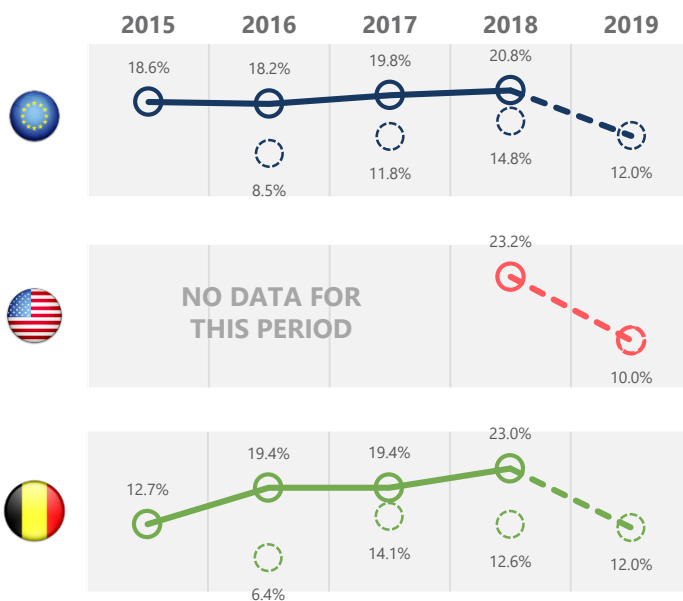 2015 2016 2017 2018 2019
18.6% 18.2% 19.8% 20.8%
8.5% 11.8% 14.8% 12.0%
23.2%
NO DATA FOR
THIS PERIOD
10.0%
12.7% 19.4% 19.4% 23.0%
6.4% 14.1% 12.6% 12.0%